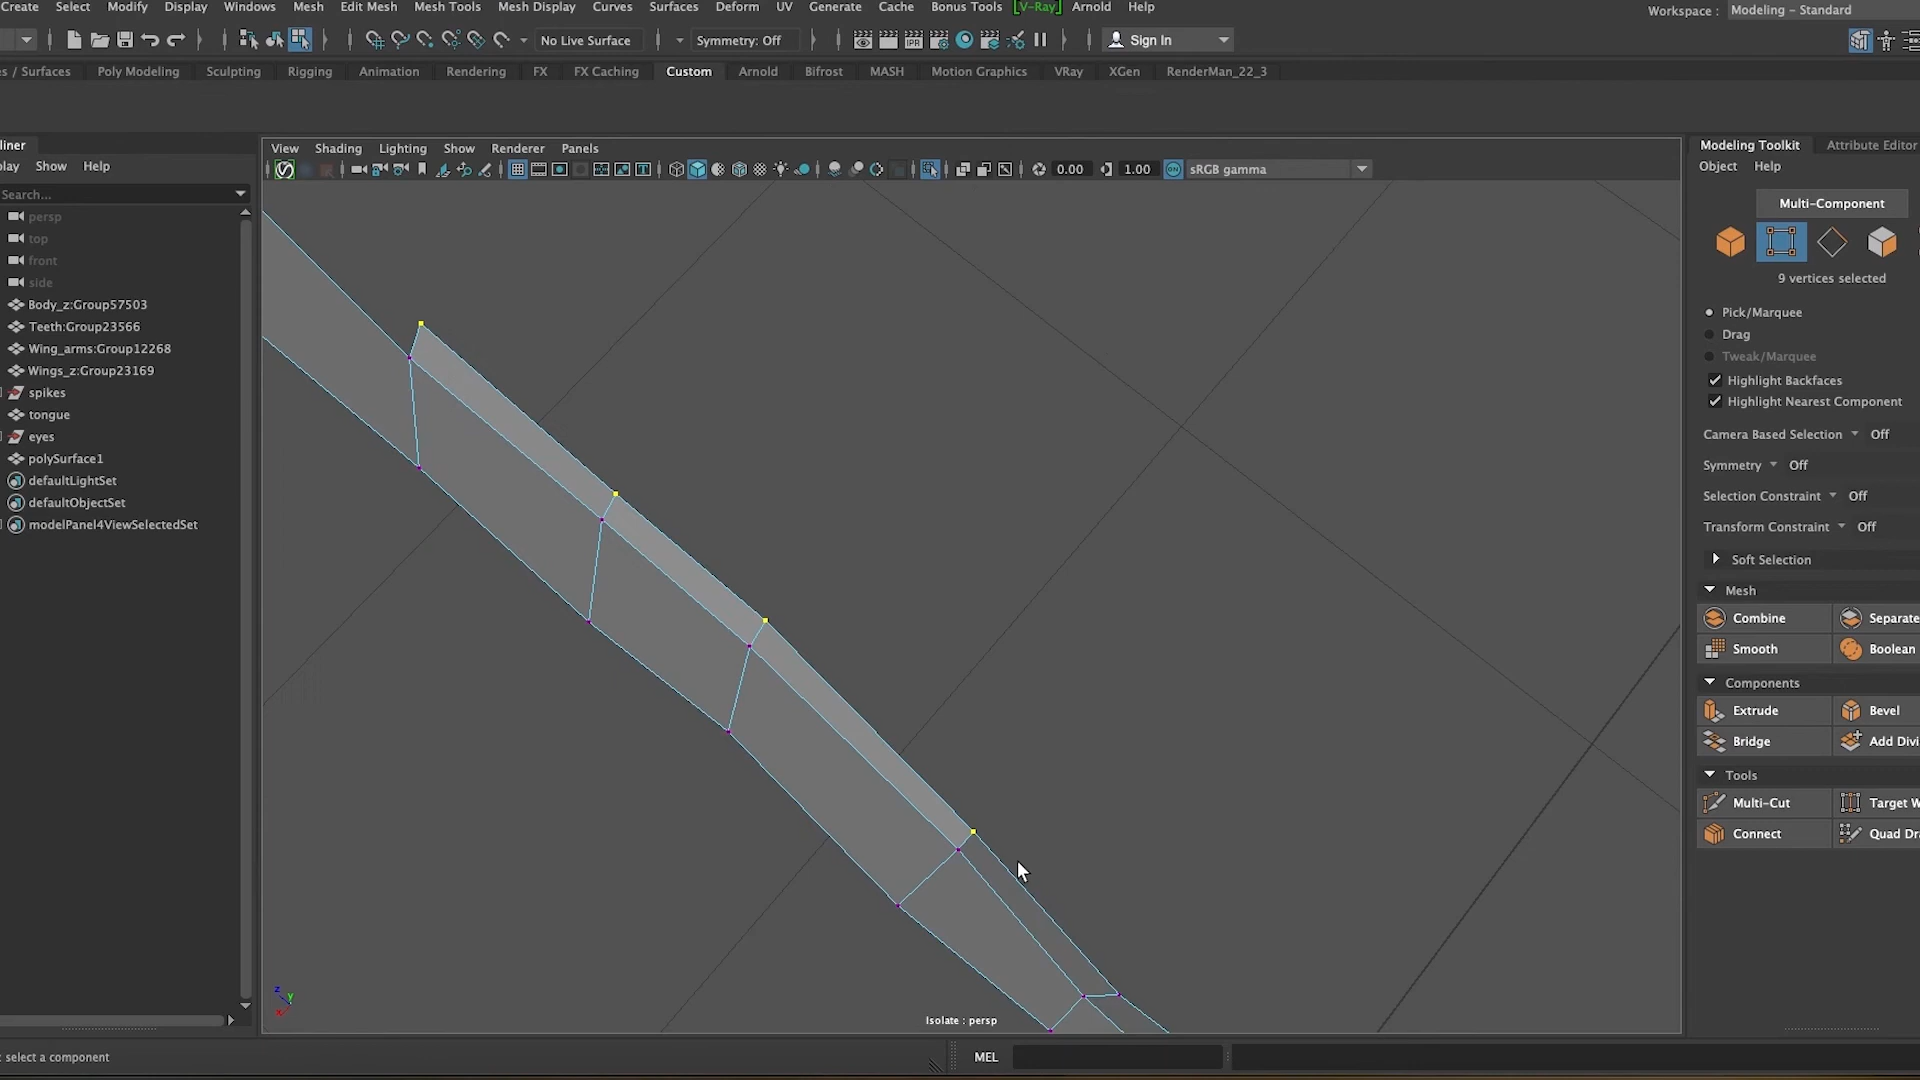 Create Select Modify Display Windows Mesh Edit Mesh Mesh Tools Mesh Display Curves Surfaces Deform UV Generate Cache Bonus Tools [V-Ray] Arnold Help
Workspace : Modeling - Standard
No Live Surface Symmetry: Off IPR Sign In
s / Surfaces Poly Modeling Sculpting Rigging Animation Rendering FX FX Caching Custom Arnold Bifrost MASH Motion Graphics VRay XGen RenderMan_22_3
liner
play Show Help
Search...
persp
top
front
side
Body_z:Group57503
Teeth:Group23566
Wing_arms:Group12268
Wings_z:Group23169
spikes
tongue
eyes
polySurface1
defaultLightSet
defaultObjectSet
modelPanel4ViewSelectedSet
View Shading Lighting Show Renderer Panels
0.00 1.00 sRGB gamma
z
y
x
Isolate : persp
Modeling Toolkit Attribute Editor
Object Help
Multi-Component
9 vertices selected
Pick/Marquee
Drag
Tweak/Marquee
Highlight Backfaces
Highlight Nearest Component
Camera Based Selection Off
Symmetry Off
Selection Constraint Off
Transform Constraint Off
Soft Selection
Mesh
Combine Separate
Smooth Boolean
Components
Extrude Bevel
Bridge Add Divi
Tools
Multi-Cut Target W
Connect Quad Dr
: select a component
MEL